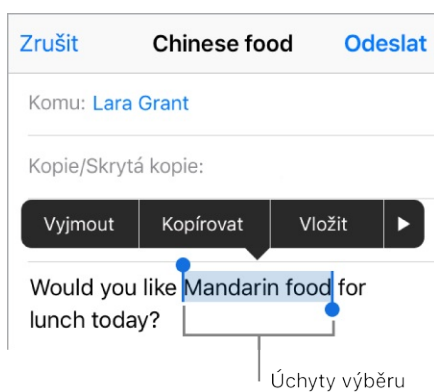 Zrušit Chinese food Odeslat
Komu: Lara Grant
Kopie/Skrytá kopie:
Vyjmout Kopírovat Vložit
Would you like Mandarin food for
lunch today?
Úchyty výběru